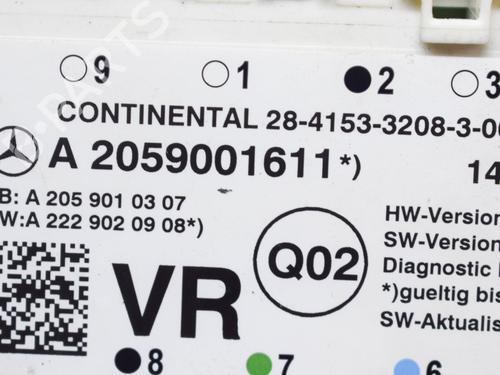 9 1 2 3
CONTINENTAL 28-4153-3208-3-0
A 2059001611*) 14
B: A 205 901 03 07
W:A 222 902 09 08*)
HW-Version
SW-Version
Diagnostic
*)gueltig bis
SW-Aktualis
VR
Q02
8 7 6
PARTS